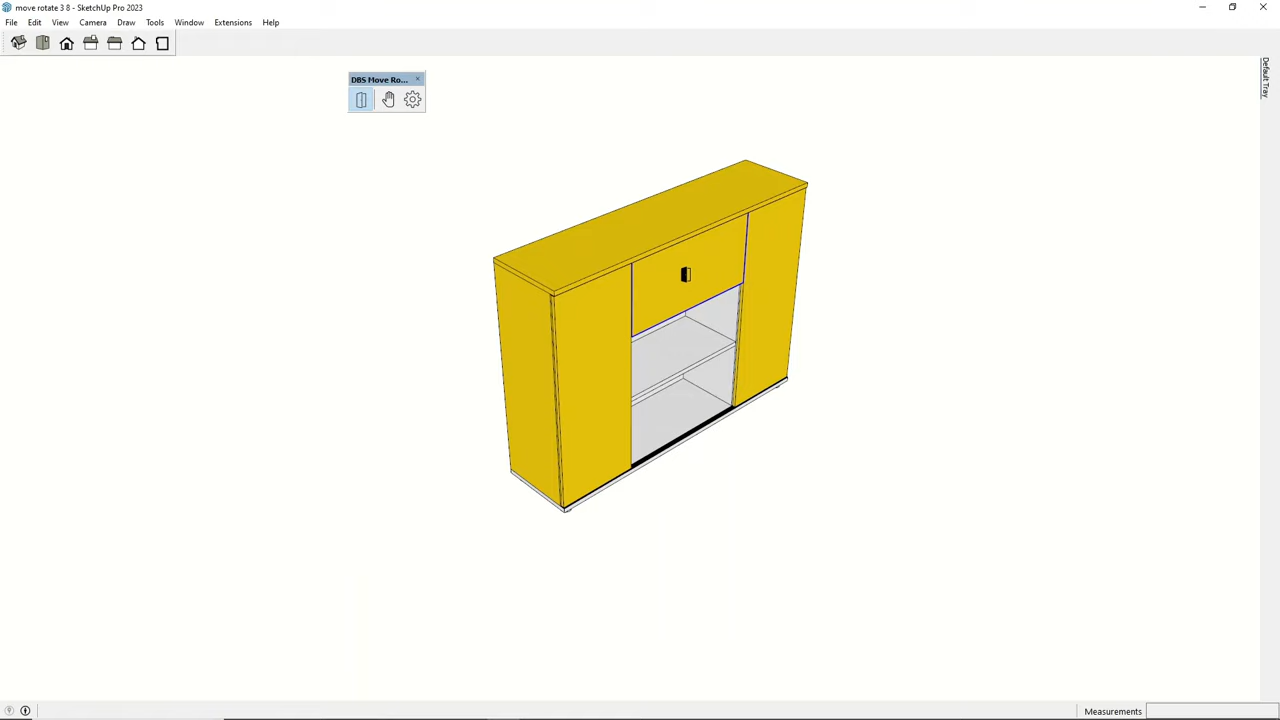 move rotate 3 8 - SketchUp Pro 2023
File Edit View Camera Draw Tools Window Extensions Help
DBS Move Ro...
Default Tray
Measurements